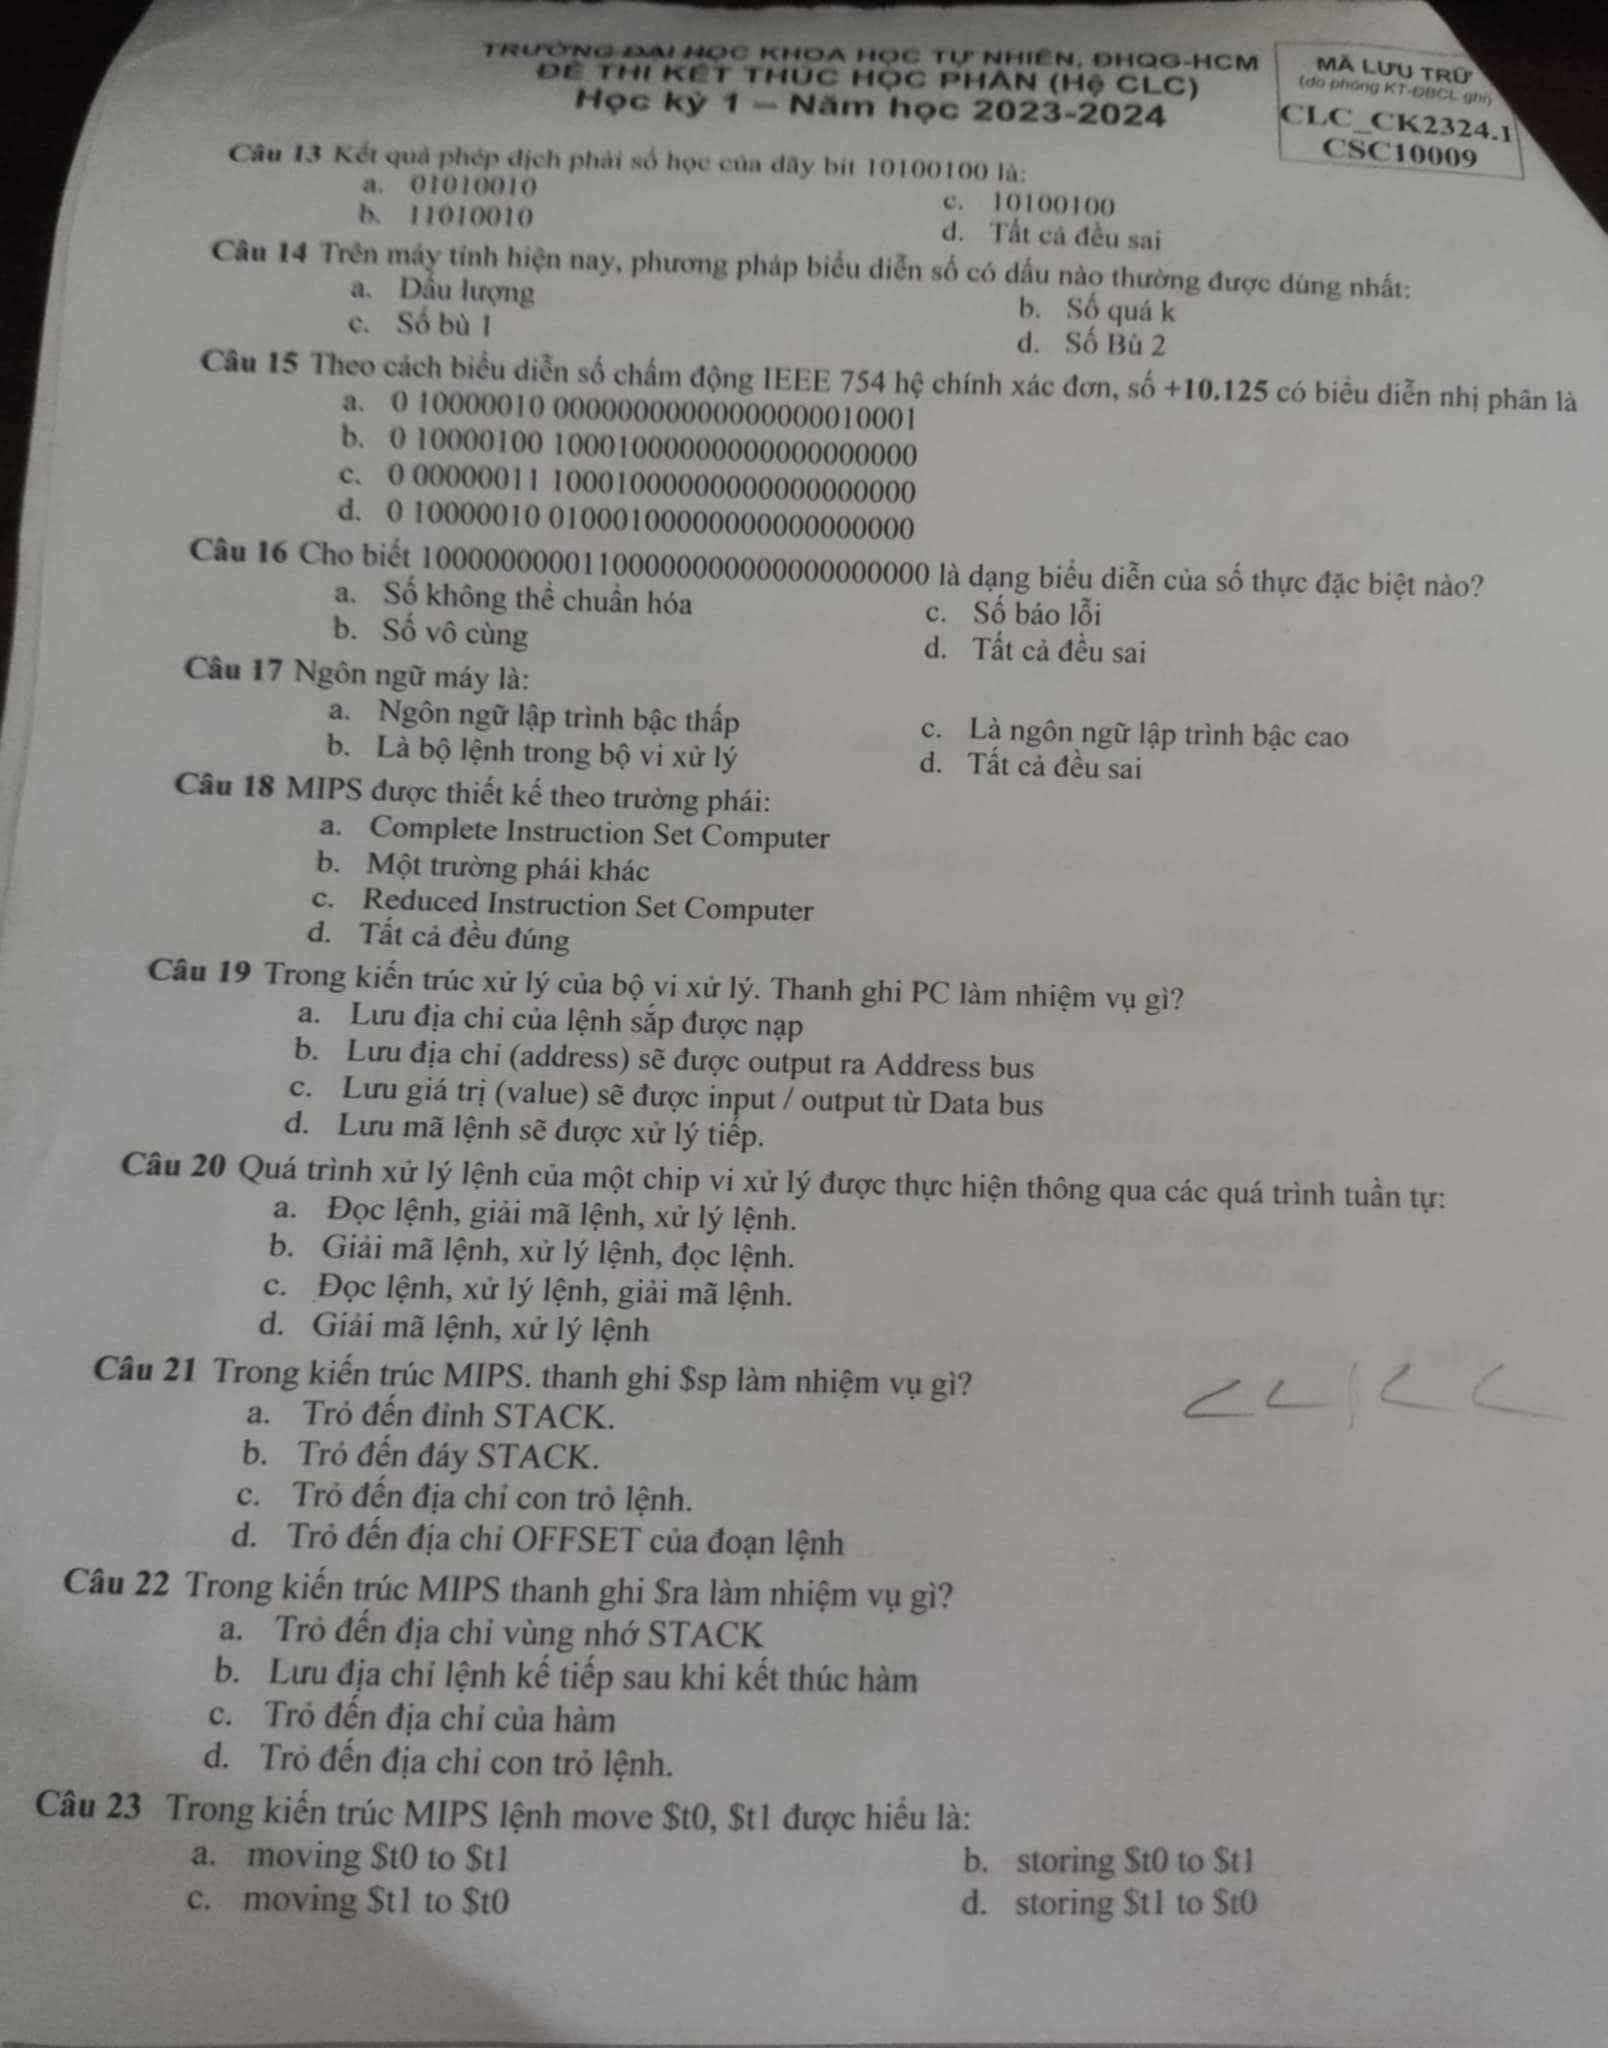 TRƯỜNG ĐẠI HỌC KHOA HỌC TỰ NHIÊN, ĐHQG-HCM
ĐỀ THI KẾT THÚC HỌC PHẦN (Hệ CLC)
Học kỳ 1 – Năm học 2023-2024
MÃ LƯU TRỮ
(do phòng KT-ĐBCL ghi)
CLC_CK2324.1
CSC10009
Câu 13 Kết quả phép dịch phải số học của dãy bit 10100100 là:
a. 01010010
b. 11010010
c. 10100100
d. Tất cả đều sai
Câu 14 Trên máy tính hiện nay, phương pháp biểu diễn số có dấu nào thường được dùng nhất:
a. Dấu lượng
b. Số quá k
c. Số bù 1
d. Số Bù 2
Câu 15 Theo cách biểu diễn số chấm động IEEE 754 hệ chính xác đơn, số +10.125 có biểu diễn nhị phân là
a. 0 10000010 00000000000000000010001
b. 0 10000100 10001000000000000000000
c. 0 00000011 10001000000000000000000
d. 0 10000010 01000100000000000000000
Câu 16 Cho biết 10000000000110000000000000000000 là dạng biểu diễn của số thực đặc biệt nào?
a. Số không thể chuẩn hóa
b. Số vô cùng
c. Số báo lỗi
d. Tất cả đều sai
Câu 17 Ngôn ngữ máy là:
a. Ngôn ngữ lập trình bậc thấp
b. Là bộ lệnh trong bộ vi xử lý
c. Là ngôn ngữ lập trình bậc cao
d. Tất cả đều sai
Câu 18 MIPS được thiết kế theo trường phái:
a. Complete Instruction Set Computer
b. Một trường phái khác
c. Reduced Instruction Set Computer
d. Tất cả đều đúng
Câu 19 Trong kiến trúc xử lý của bộ vi xử lý. Thanh ghi PC làm nhiệm vụ gì?
a. Lưu địa chỉ của lệnh sắp được nạp
b. Lưu địa chỉ (address) sẽ được output ra Address bus
c. Lưu giá trị (value) sẽ được input / output từ Data bus
d. Lưu mã lệnh sẽ được xử lý tiếp.
Câu 20 Quá trình xử lý lệnh của một chip vi xử lý được thực hiện thông qua các quá trình tuần tự:
a. Đọc lệnh, giải mã lệnh, xử lý lệnh.
b. Giải mã lệnh, xử lý lệnh, đọc lệnh.
c. Đọc lệnh, xử lý lệnh, giải mã lệnh.
d. Giải mã lệnh, xử lý lệnh
Câu 21 Trong kiến trúc MIPS. thanh ghi $sp làm nhiệm vụ gì?
a. Trỏ đến đỉnh STACK.
b. Trỏ đến đáy STACK.
c. Trỏ đến địa chỉ con trỏ lệnh.
d. Trỏ đến địa chỉ OFFSET của đoạn lệnh
Câu 22 Trong kiến trúc MIPS thanh ghi $ra làm nhiệm vụ gì?
a. Trỏ đến địa chỉ vùng nhớ STACK
b. Lưu địa chỉ lệnh kế tiếp sau khi kết thúc hàm
c. Trỏ đến địa chỉ của hàm
d. Trỏ đến địa chỉ con trỏ lệnh.
Câu 23 Trong kiến trúc MIPS lệnh move $t0, $t1 được hiểu là:
a. moving $t0 to $t1
b. storing $t0 to $t1
c. moving $t1 to $t0
d. storing $t1 to $t0